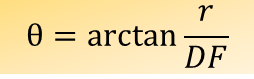 θ = arctan r/DF